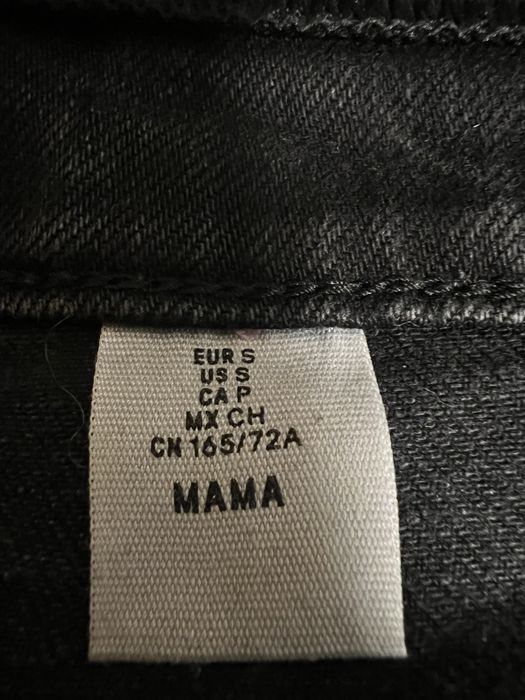 EUR S
US S
CA P
MX CH
CN 165/72A
MAMA